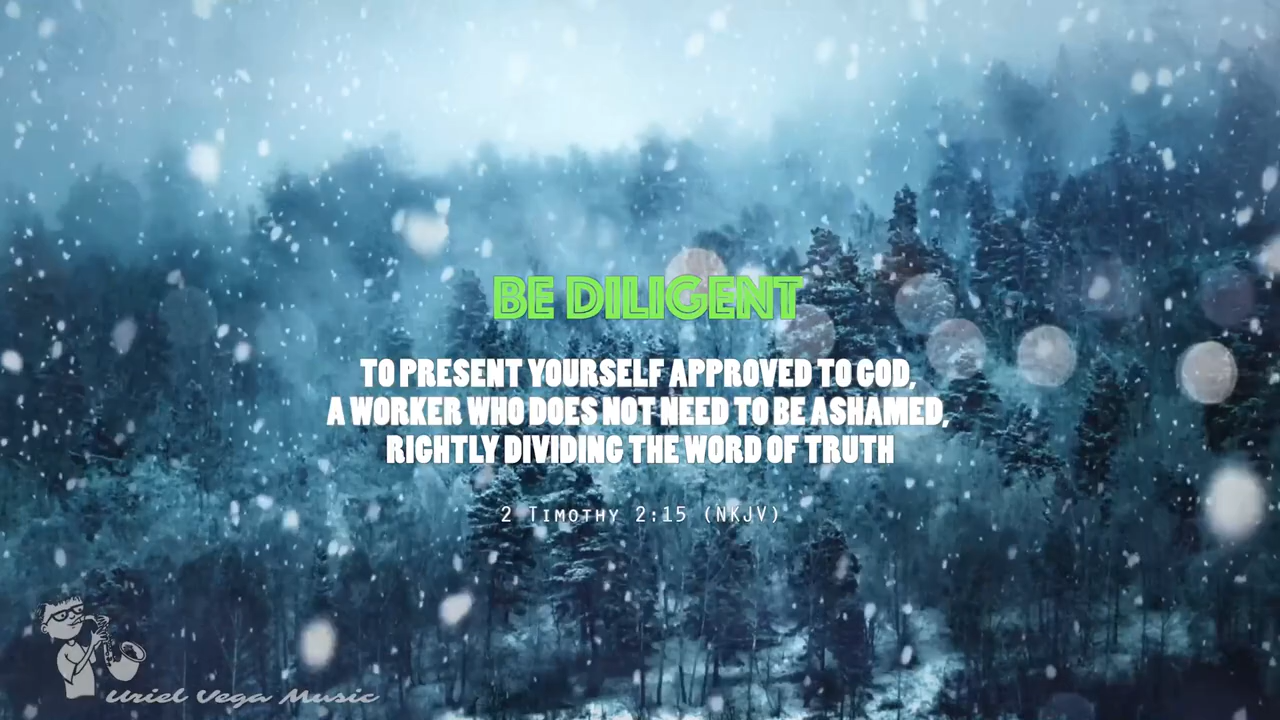 BE DILIGENT
TO PRESENT YOURSELF APPROVED TO GOD,
A WORKER WHO DOES NOT NEED TO BE ASHAMED,
RIGHTLY DIVIDING THE WORD OF TRUTH
2 Timothy 2:15 (NKJV)
Uriel Vega Music